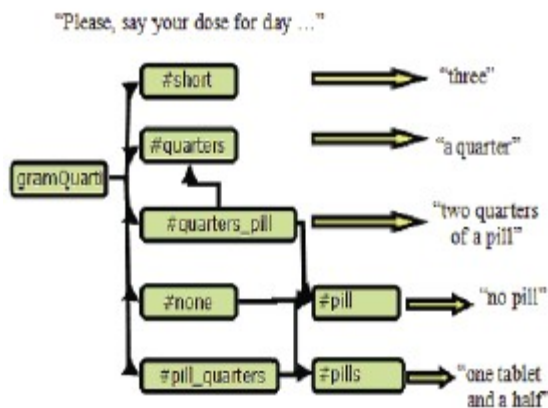 “Please, say your dose for day ...”
#short
“three”
#quarters
“a quarter”
gramQuarti
#quarters_pill
“two quarters
of a pill”
#none
#pill
“no pill”
#pill_quarters
#pills
“one tablet
and a half”